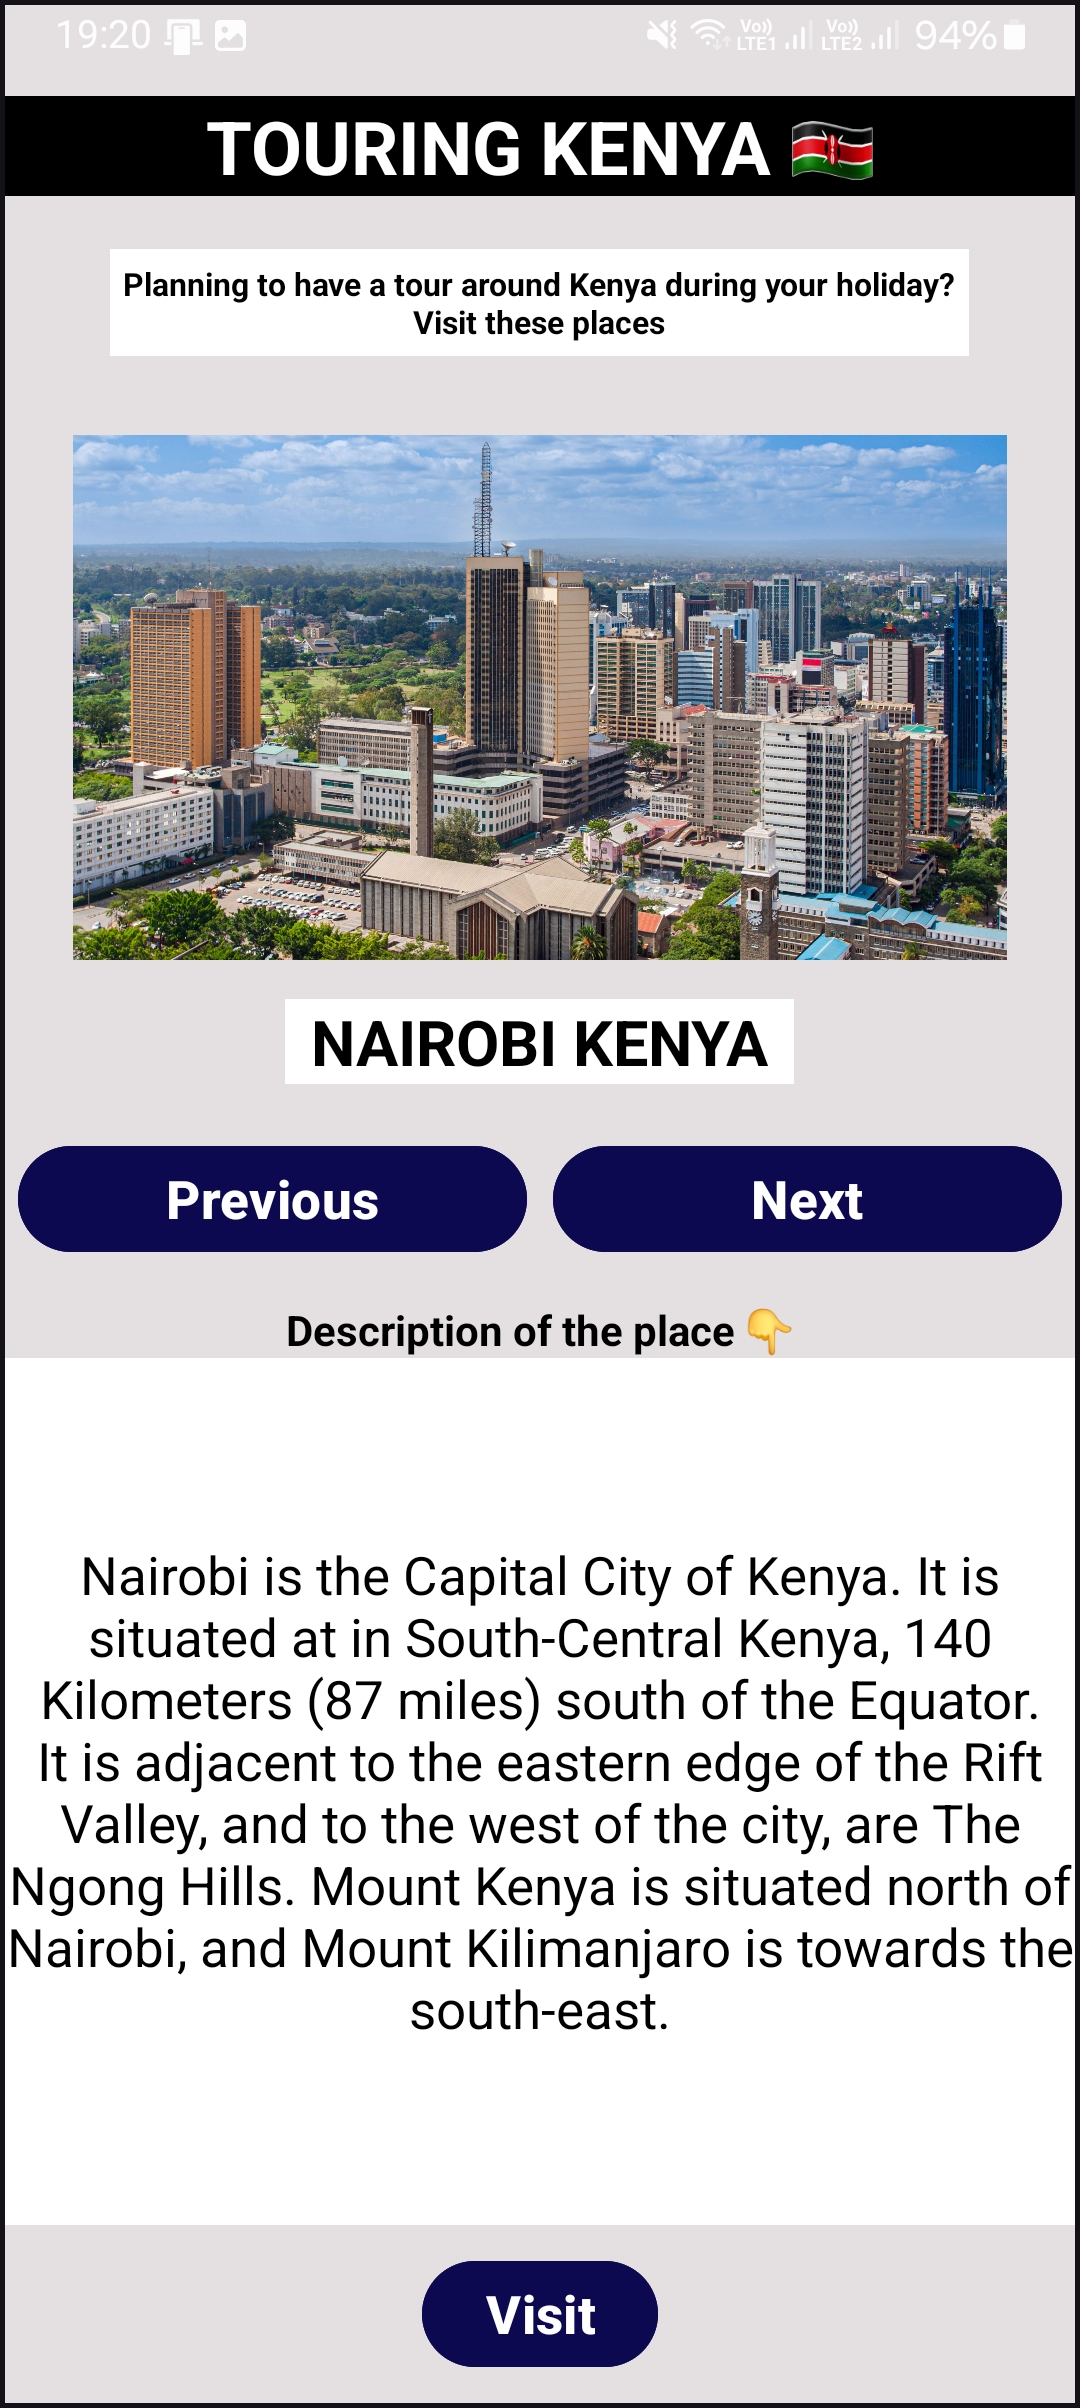 19:20
Vo)) LTE1 Vo)) LTE2 94%
TOURING KENYA 🇰🇪
Planning to have a tour around Kenya during your holiday?
Visit these places
NAIROBI KENYA
Previous
Next
Description of the place 👇
Nairobi is the Capital City of Kenya. It is
situated at in South-Central Kenya, 140
Kilometers (87 miles) south of the Equator.
It is adjacent to the eastern edge of the Rift
Valley, and to the west of the city, are The
Ngong Hills. Mount Kenya is situated north of
Nairobi, and Mount Kilimanjaro is towards the
south-east.
Visit